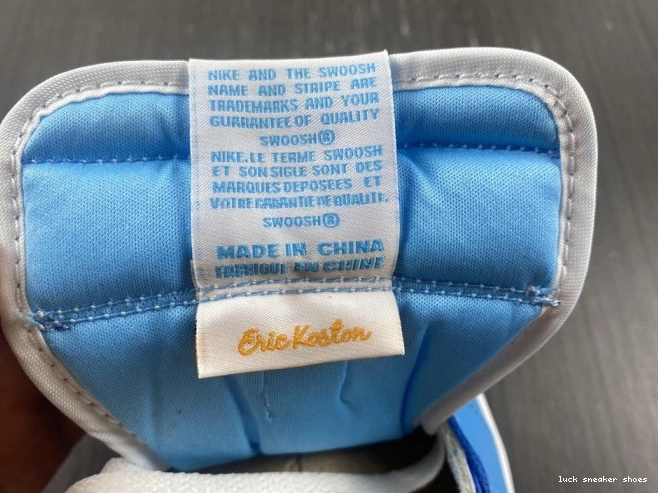 NIKE AND THE SWOOSH
NAME AND STRIPE ARE
TRADEMARKS AND YOUR
GUARANTEE OF QUALITY
SWOOSH®
NIKE.LE TERME SWOOSH
ET SON SIGLE SONT DES
MARQUES DEPOSEES ET
VOTRE GARANTIE DE QUALITE.
SWOOSH®
MADE IN CHINA
FABRIQUE EN CHINE
Eric Koston
luck sneaker shoes